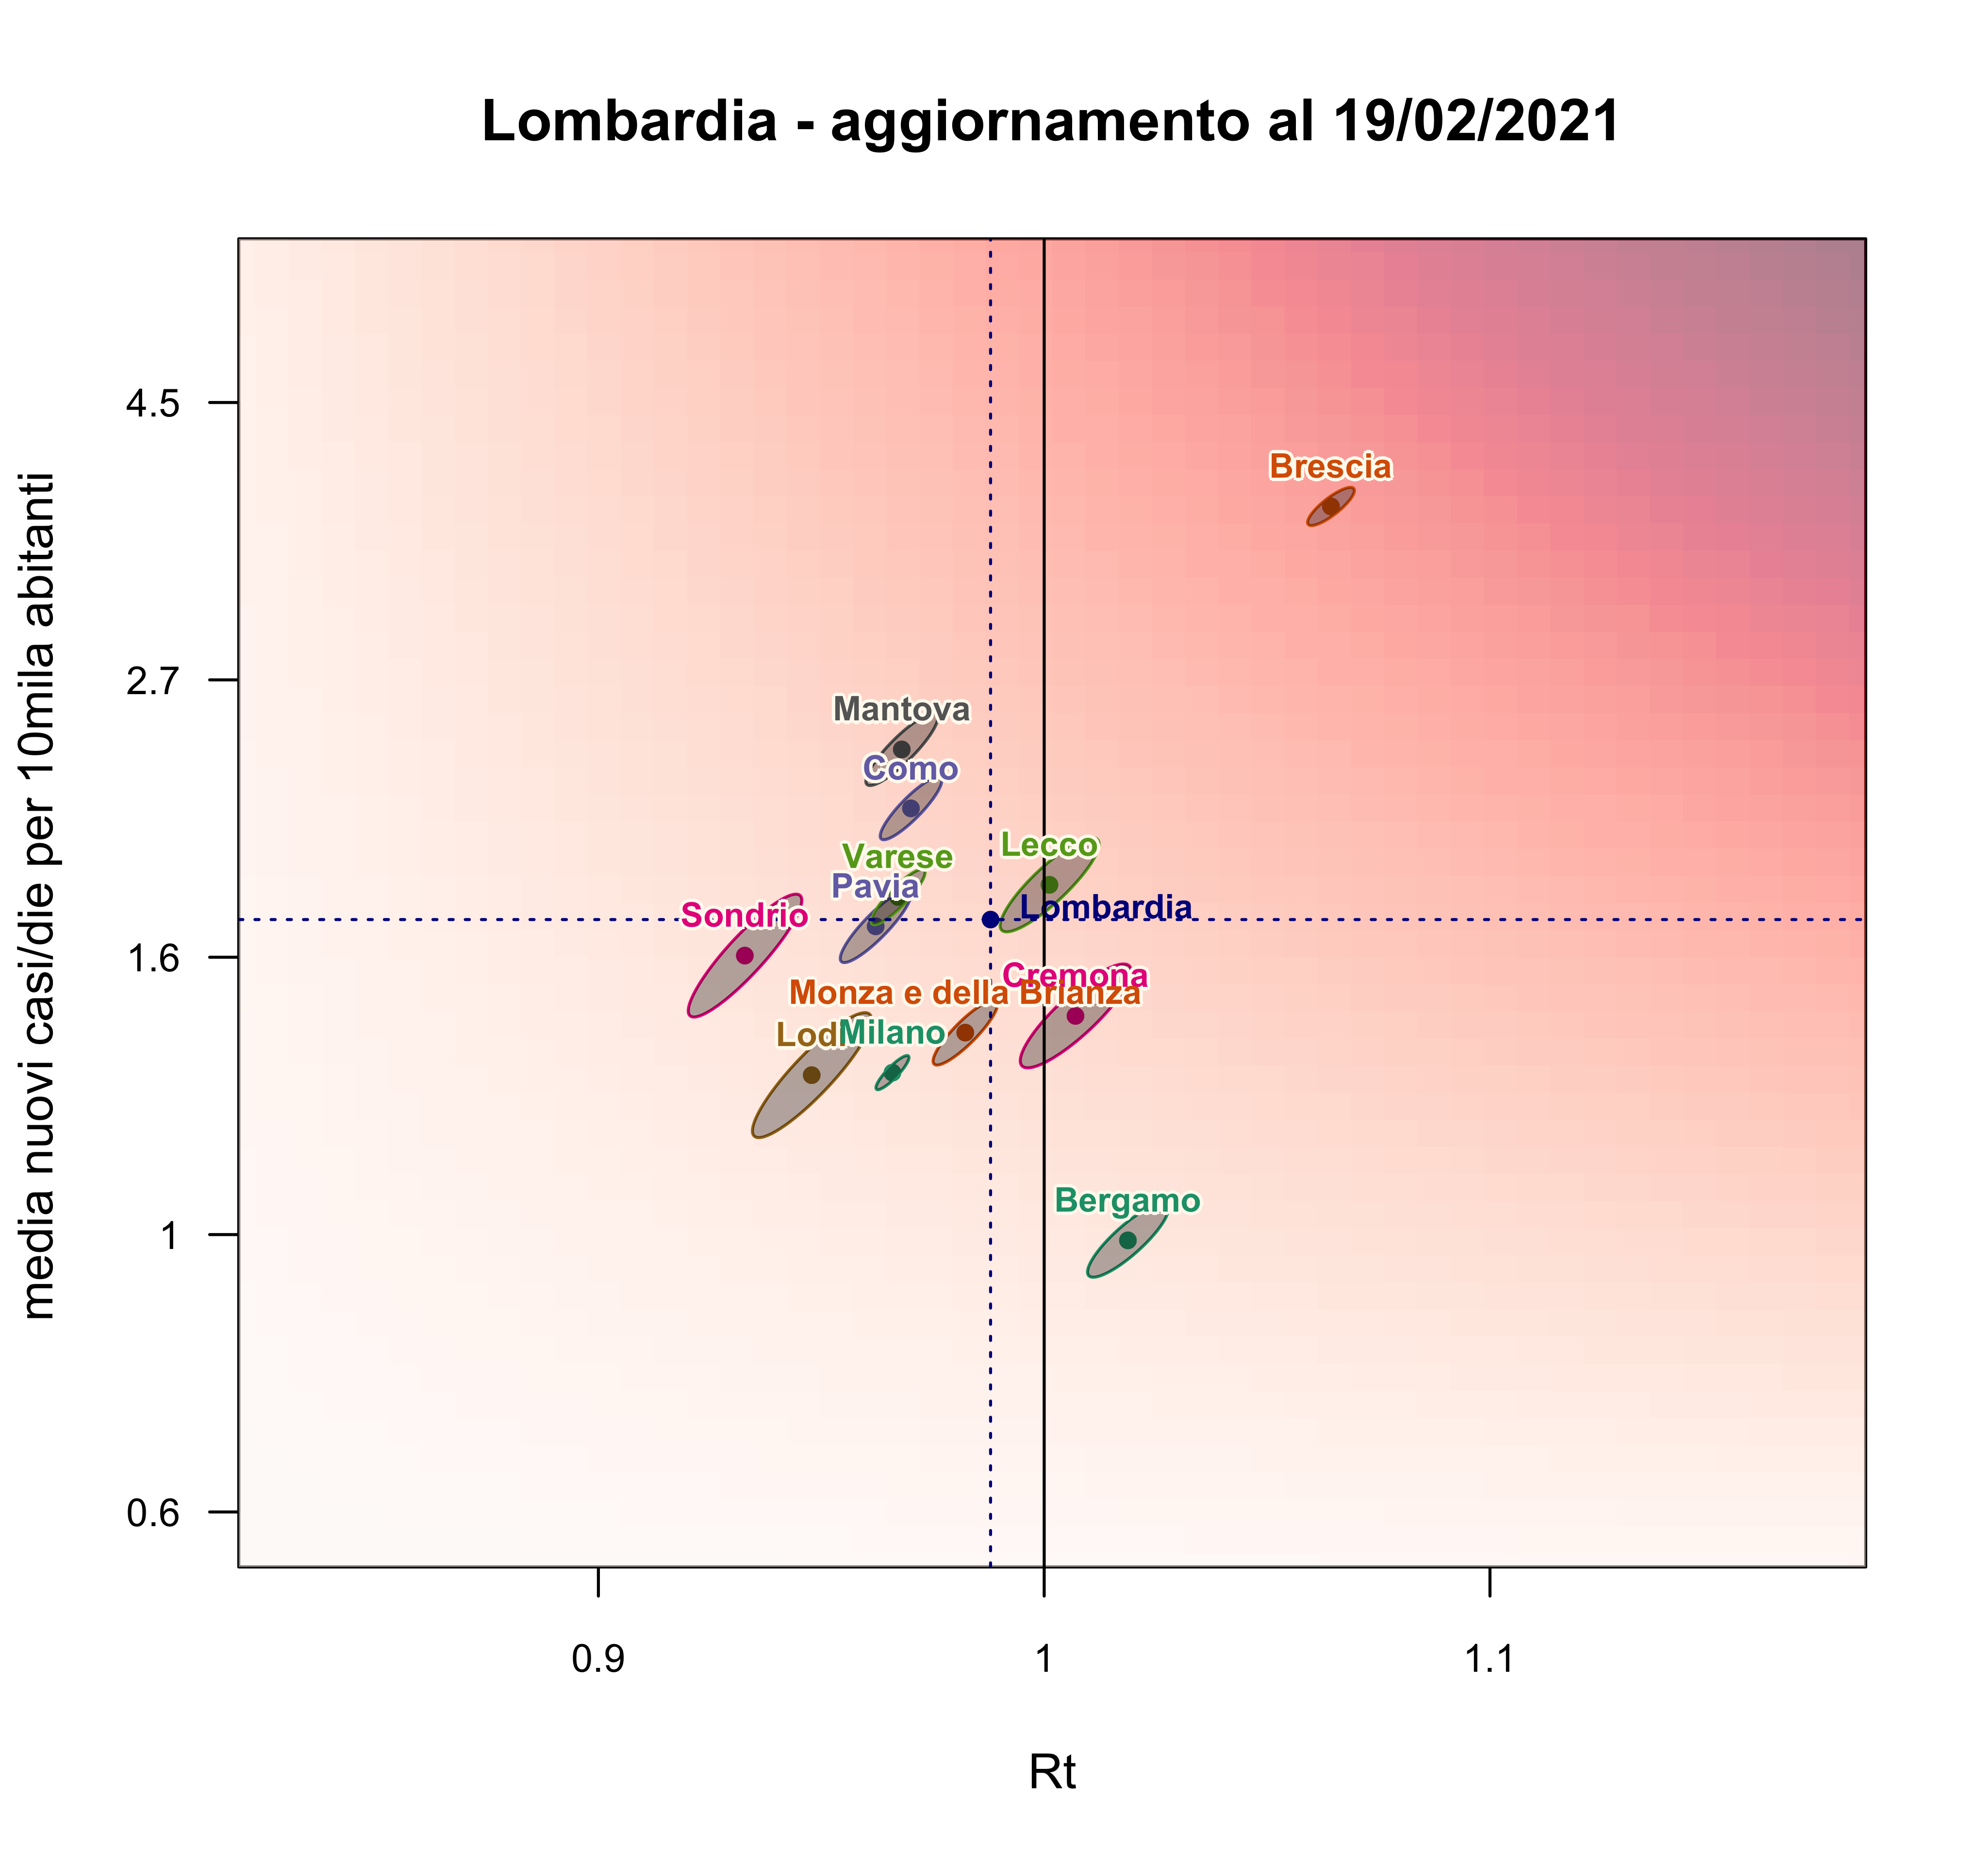 Lombardia - aggiornamento al 19/02/2021
media nuovi casi/die per 10mila abitanti
4.5
2.7
1.6
1
0.6
Brescia
Mantova
Como
Lecco
Varese
Pavia
Lombardia
Sondrio
Cremona
Monza e della Brianza
Lodi
Milano
Bergamo
0.9
1
1.1
Rt